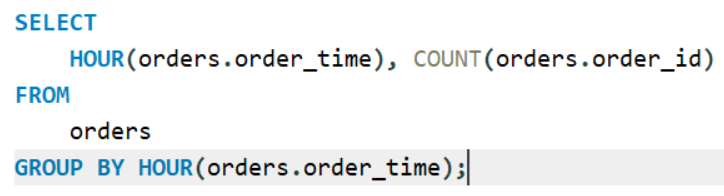 SELECT
    HOUR(orders.order_time), COUNT(orders.order_id)
FROM
    orders
GROUP BY HOUR(orders.order_time);